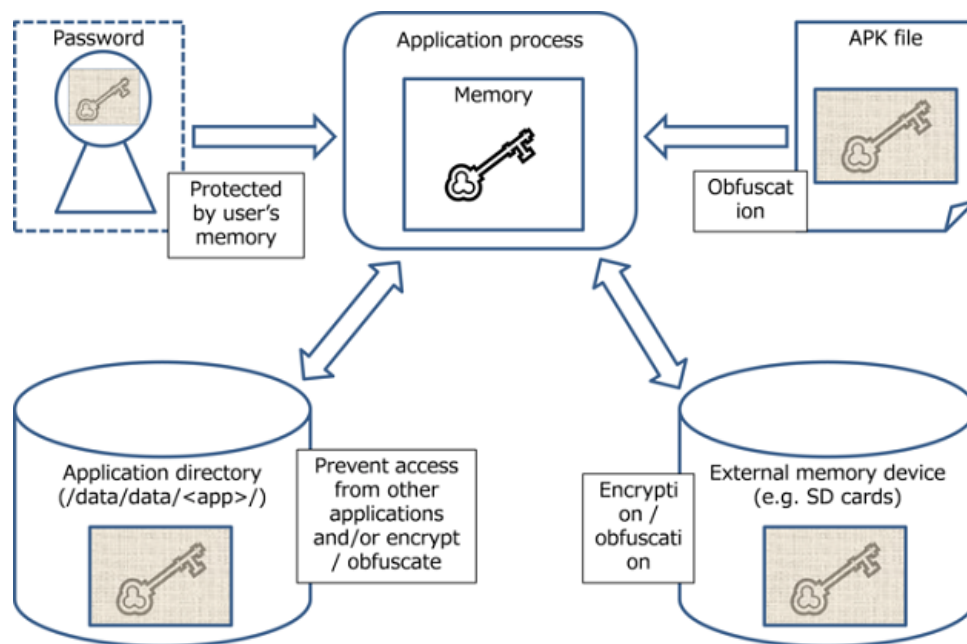 Password
Application process
APK file
Memory
Protected
by user's
memory
Obfuscat
ion
Application directory
(/data/data/<app>/)
Prevent access
from other
applications
and/or encrypt
/ obfuscate
Encrypti
on /
obfuscati
on
External memory device
(e.g. SD cards)